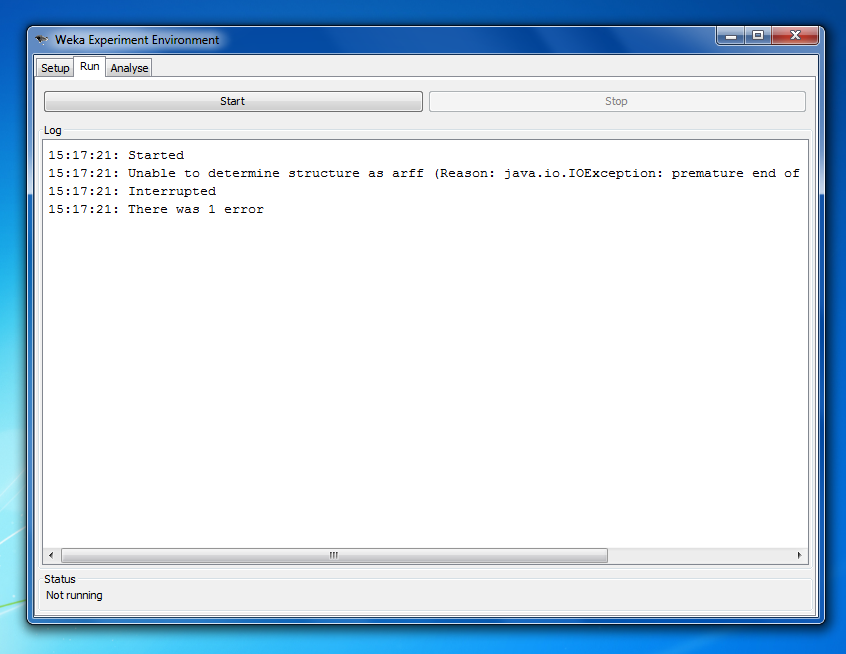 Weka Experiment Environment
Setup Run Analyse
Start Stop
Log
15:17:21: Started
15:17:21: Unable to determine structure as arff (Reason: java.io.IOException: premature end of
15:17:21: Interrupted
15:17:21: There was 1 error
Status
Not running